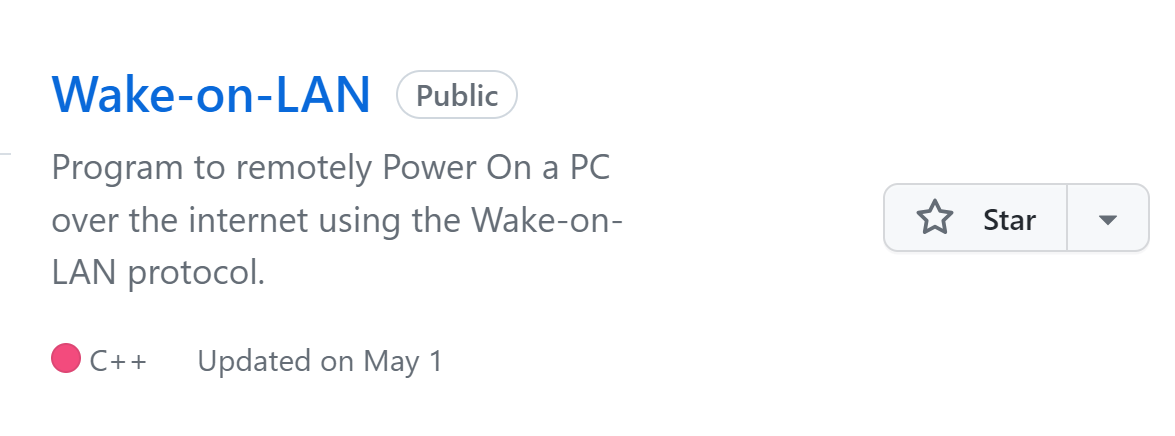 Wake-on-LAN Public
Program to remotely Power On a PC
over the internet using the Wake-on-
LAN protocol.
Star
C++ Updated on May 1